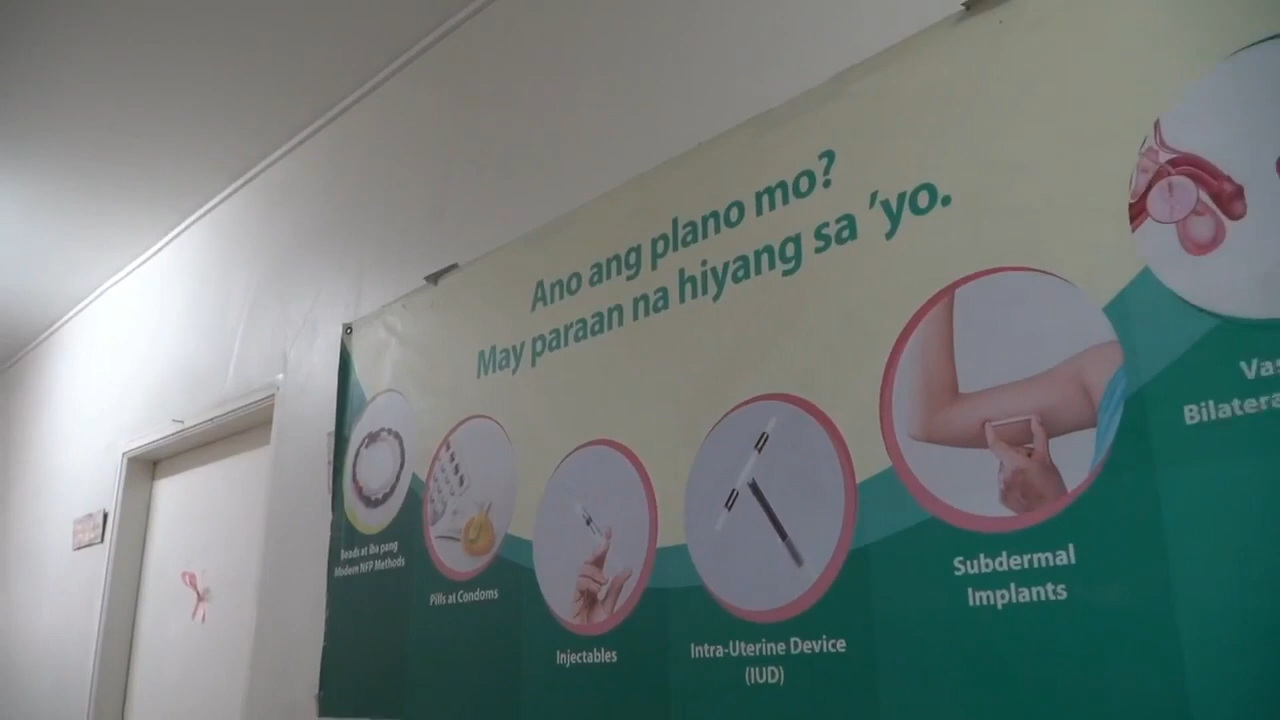 Ano ang plano mo?
May paraan na hiyang sa 'yo.
Beads at iba pang
Modern NFP Methods
Pills at Condoms
Injectables
Intra-Uterine Device
(IUD)
Subdermal
Implants
Bilatera